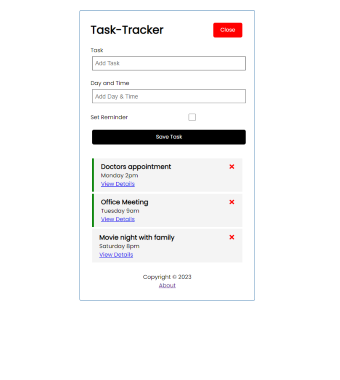 Task-Tracker
Close
Task
Add Task
Day and Time
Add Day & Time
Set Reminder
Save Task
Doctors appointment
Monday 2pm
View Details
Office Meeting
Tuesday 9am
View Details
Movie night with family
Saturday 8pm
View Details
Copyright © 2023
About